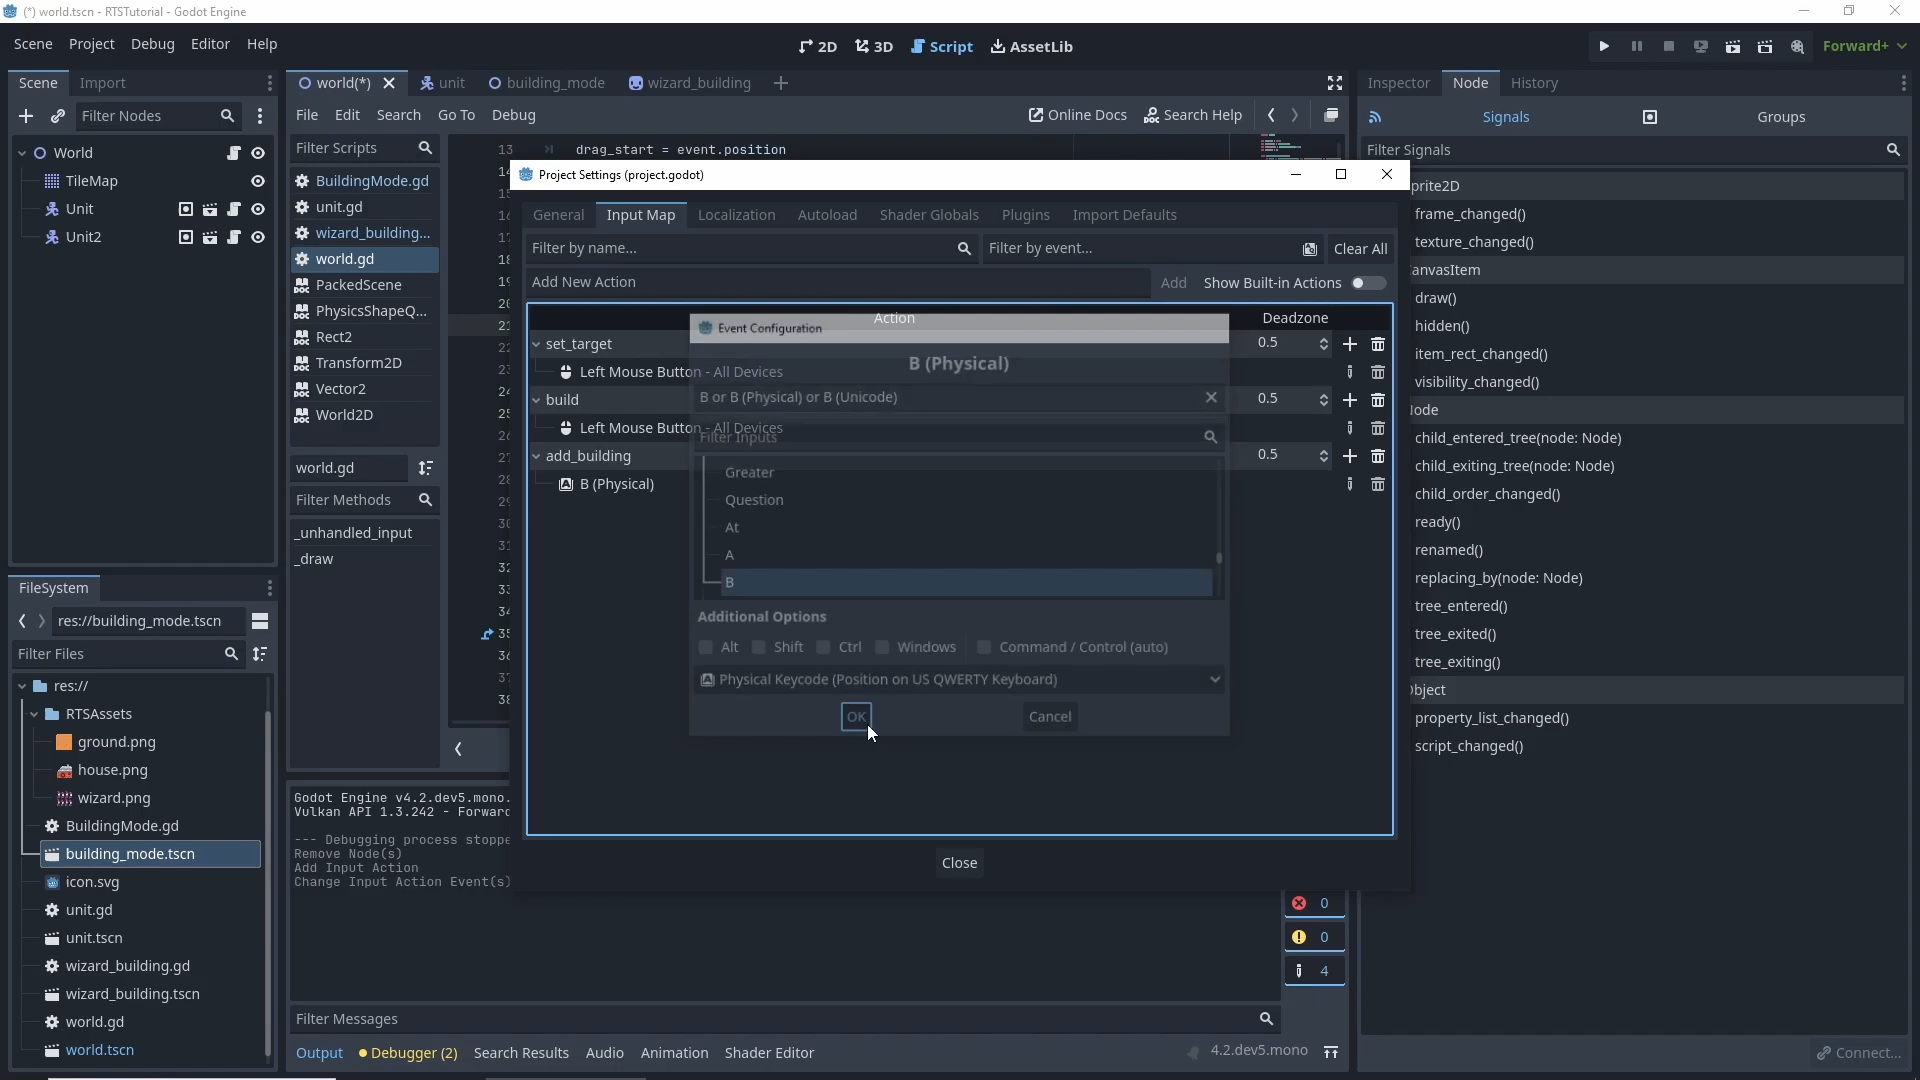 (*) world.tscn - RTSTutorial - Godot Engine
Scene Project Debug Editor Help
2D 3D Script AssetLib
Forward+
Scene Import
world(*) unit building_mode wizard_building
Inspector Node History
Filter Nodes
File Edit Search Go To Debug
Online Docs Search Help
Signals Groups
World
TileMap
Unit
Unit2
Filter Scripts
BuildingMode.gd
unit.gd
wizard_building...
world.gd
PackedScene
PhysicsShapeQ...
Rect2
Transform2D
Vector2
World2D
world.gd
Filter Methods
_unhandled_input
_draw
13 drag_start = event.position
Project Settings (project.godot)
General Input Map Localization Autoload Shader Globals Plugins Import Defaults
Filter by name... Filter by event... Clear All
Add New Action Add Show Built-in Actions
Action Deadzone
set_target 0.5
Left Mouse Button - All Devices
build 0.5
Left Mouse Button - All Devices
add_building 0.5
B (Physical)
Event Configuration
B (Physical)
B or B (Physical) or B (Unicode)
Filter Inputs
Greater
Question
At
A
B
Additional Options
Alt Shift Ctrl Windows Command / Control (auto)
Physical Keycode (Position on US QWERTY Keyboard)
OK Cancel
Close
Filter Signals
prite2D
frame_changed()
texture_changed()
anvasItem
draw()
hidden()
item_rect_changed()
visibility_changed()
ode
child_entered_tree(node: Node)
child_exiting_tree(node: Node)
child_order_changed()
ready()
renamed()
replacing_by(node: Node)
tree_entered()
tree_exited()
tree_exiting()
bject
property_list_changed()
script_changed()
Connect...
FileSystem
res://building_mode.tscn
Filter Files
res://
RTSAssets
ground.png
house.png
wizard.png
BuildingMode.gd
building_mode.tscn
icon.svg
unit.gd
unit.tscn
wizard_building.gd
wizard_building.tscn
world.gd
world.tscn
Godot Engine v4.2.dev5.mono.
Vulkan API 1.3.242 - Forward
--- Debugging process stoppe
Remove Node(s)
Add Input Action
Change Input Action Event(s)
0
0
4
Filter Messages
Output Debugger (2) Search Results Audio Animation Shader Editor
4.2.dev5.mono